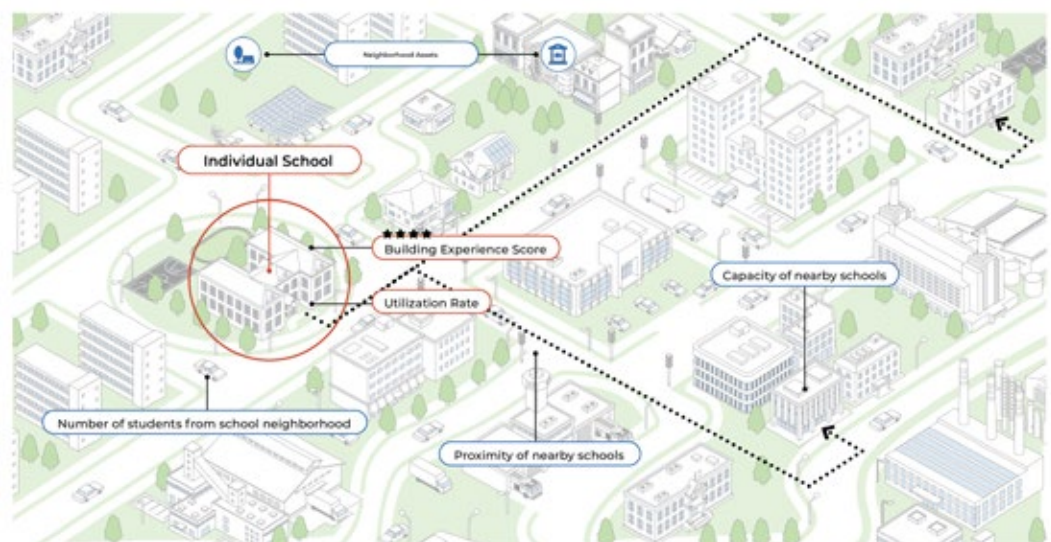 Neighborhood Assets
Individual School
Building Experience Score
Capacity of nearby schools
Utilization Rate
Number of students from school neighborhood
Proximity of nearby schools